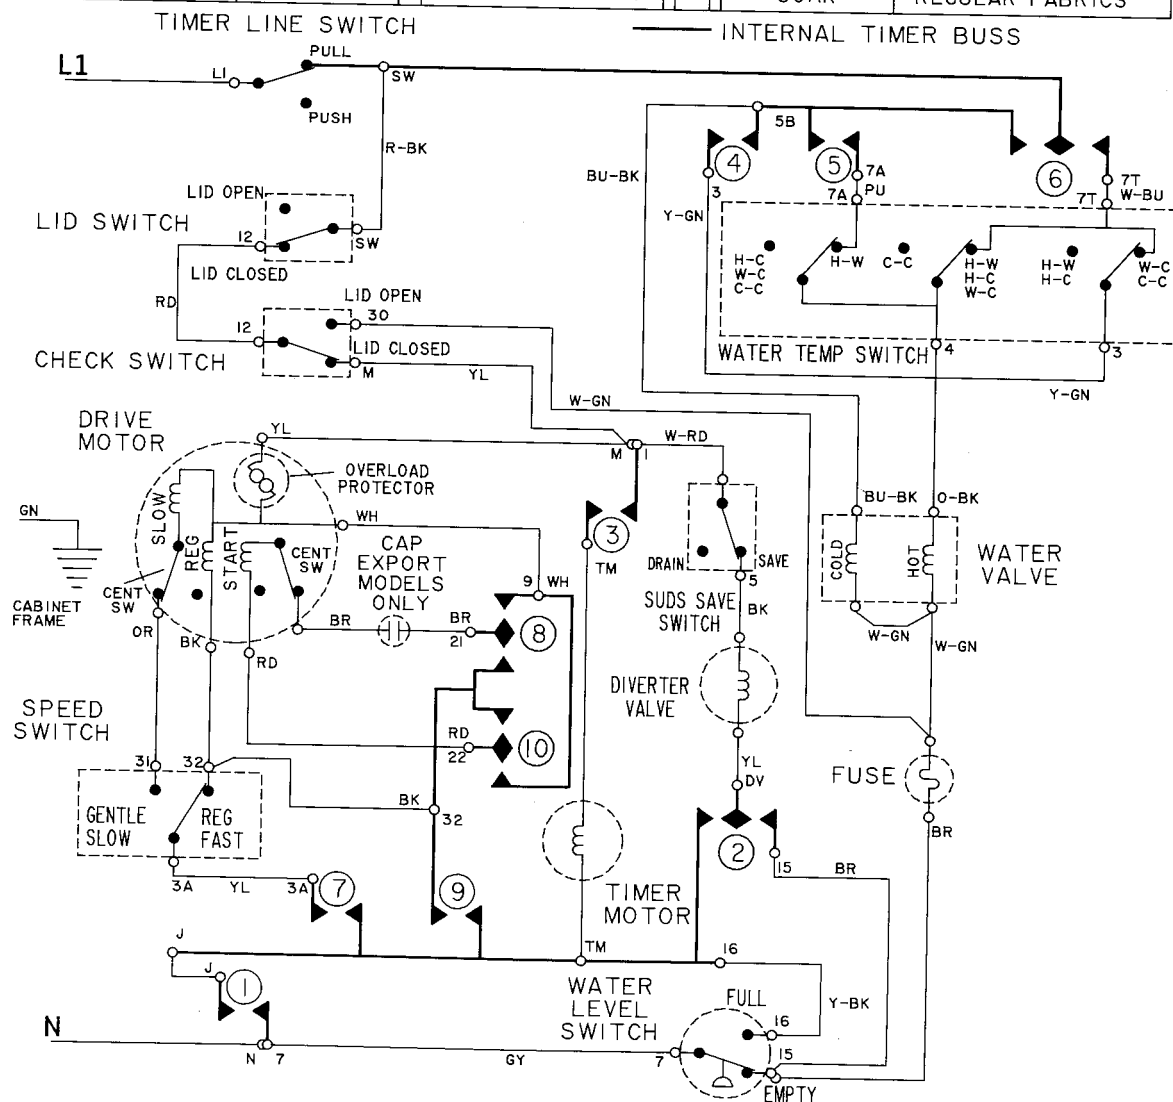 REGULAR FABRICS
TIMER LINE SWITCH
INTERNAL TIMER BUSS
L1
L1
PULL
SW
PUSH
R-BK
5B
4
5
6
3
7A
PU
7A
7T
W-BU
7T
BU-BK
Y-GN
LID OPEN
LID SWITCH
12
SW
LID CLOSED
RD
H-C
W-C
C-C
H-W
C-C
H-W
H-C
W-C
H-W
H-C
W-C
C-C
WATER TEMP SWITCH
4
3
Y-GN
LID OPEN
30
12
LID CLOSED
CHECK SWITCH
M
YL
W-GN
DRIVE
MOTOR
YL
M
1
W-RD
OVERLOAD
PROTECTOR
BU-BK
O-BK
GN
SLOW
REG
START
WH
CENT
SW
CENT
SW
CAP
EXPORT
MODELS
ONLY
3
TM
DRAIN
SAVE
5
BK
SUDS SAVE
SWITCH
COLD
HOT
WATER
VALVE
W-GN
W-GN
CABINET
FRAME
OR
BK
RD
BR
BR
21
9
WH
8
DIVERTER
VALVE
SPEED
SWITCH
RD
22
10
31
32
BK
32
YL
DV
FUSE
BR
GENTLE
SLOW
REG
FAST
2
15
BR
3A
YL
3A
7
9
TIMER
MOTOR
J
TM
16
J
1
WATER
LEVEL
SWITCH
FULL
16
Y-BK
N
N
7
GY
7
15
EMPTY